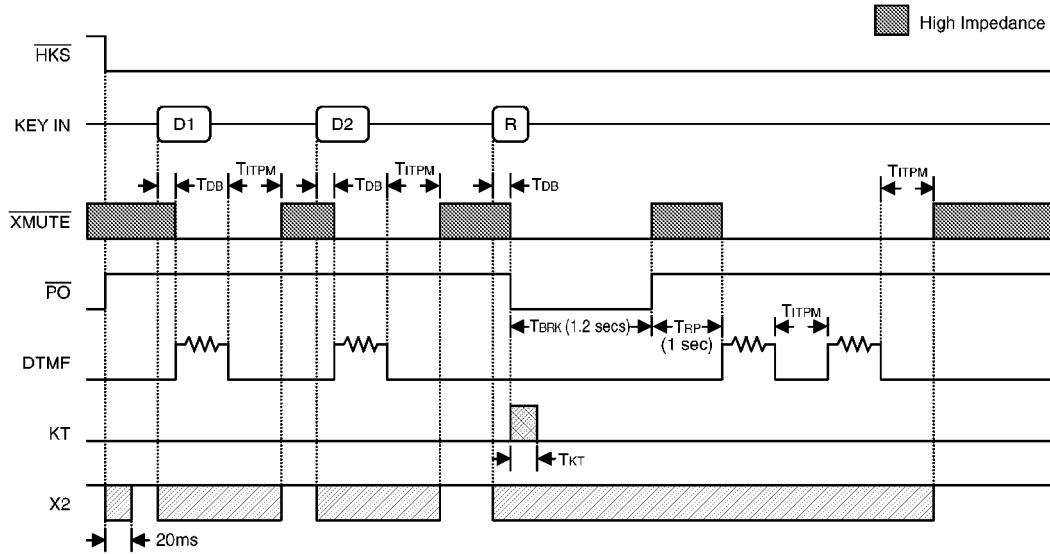 High Impedance
HKS
KEY IN D1 D2 R
TDB TITPM TDB TITPM TDB TITPM
XMUTE
PO
TBRK (1.2 secs) TRP TITPM
(1 sec)
DTMF
KT
TKT
X2
20ms